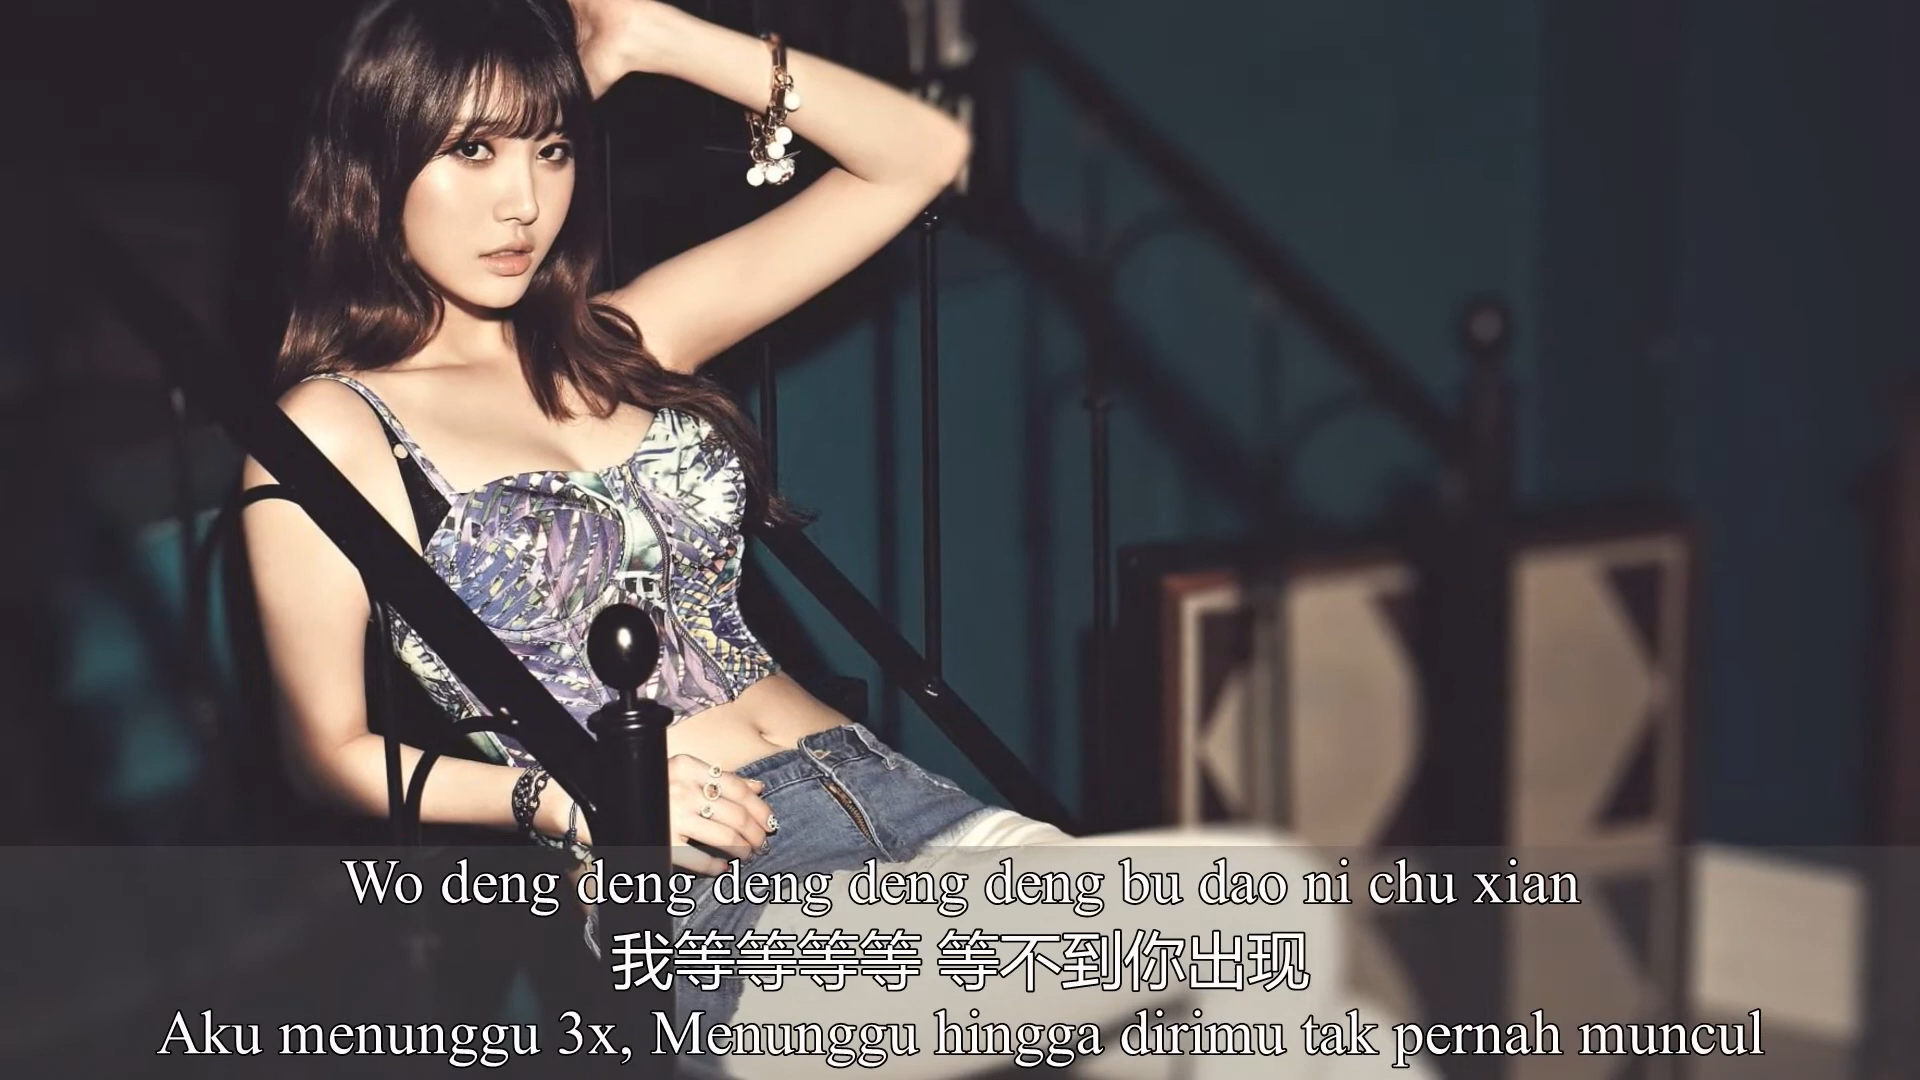 Wo deng deng deng deng deng bu dao ni chu xian
我等等等等 等不到你出现
Aku menunggu 3x, Menunggu hingga dirimu tak pernah muncul